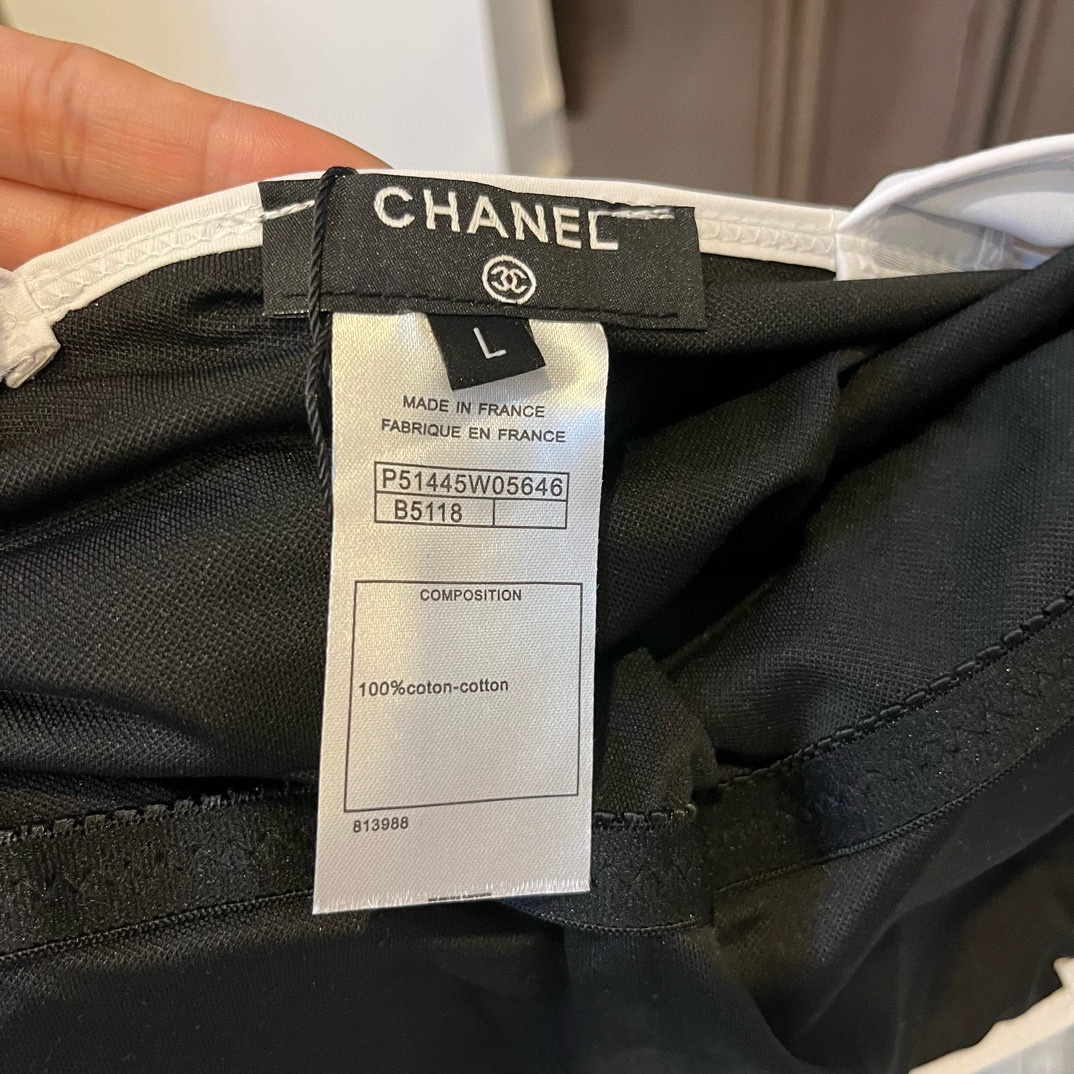 CHANEL
L
MADE IN FRANCE
FABRIQUE EN FRANCE
P51445W05646
B5118
COMPOSITION
100%coton-cotton
813988